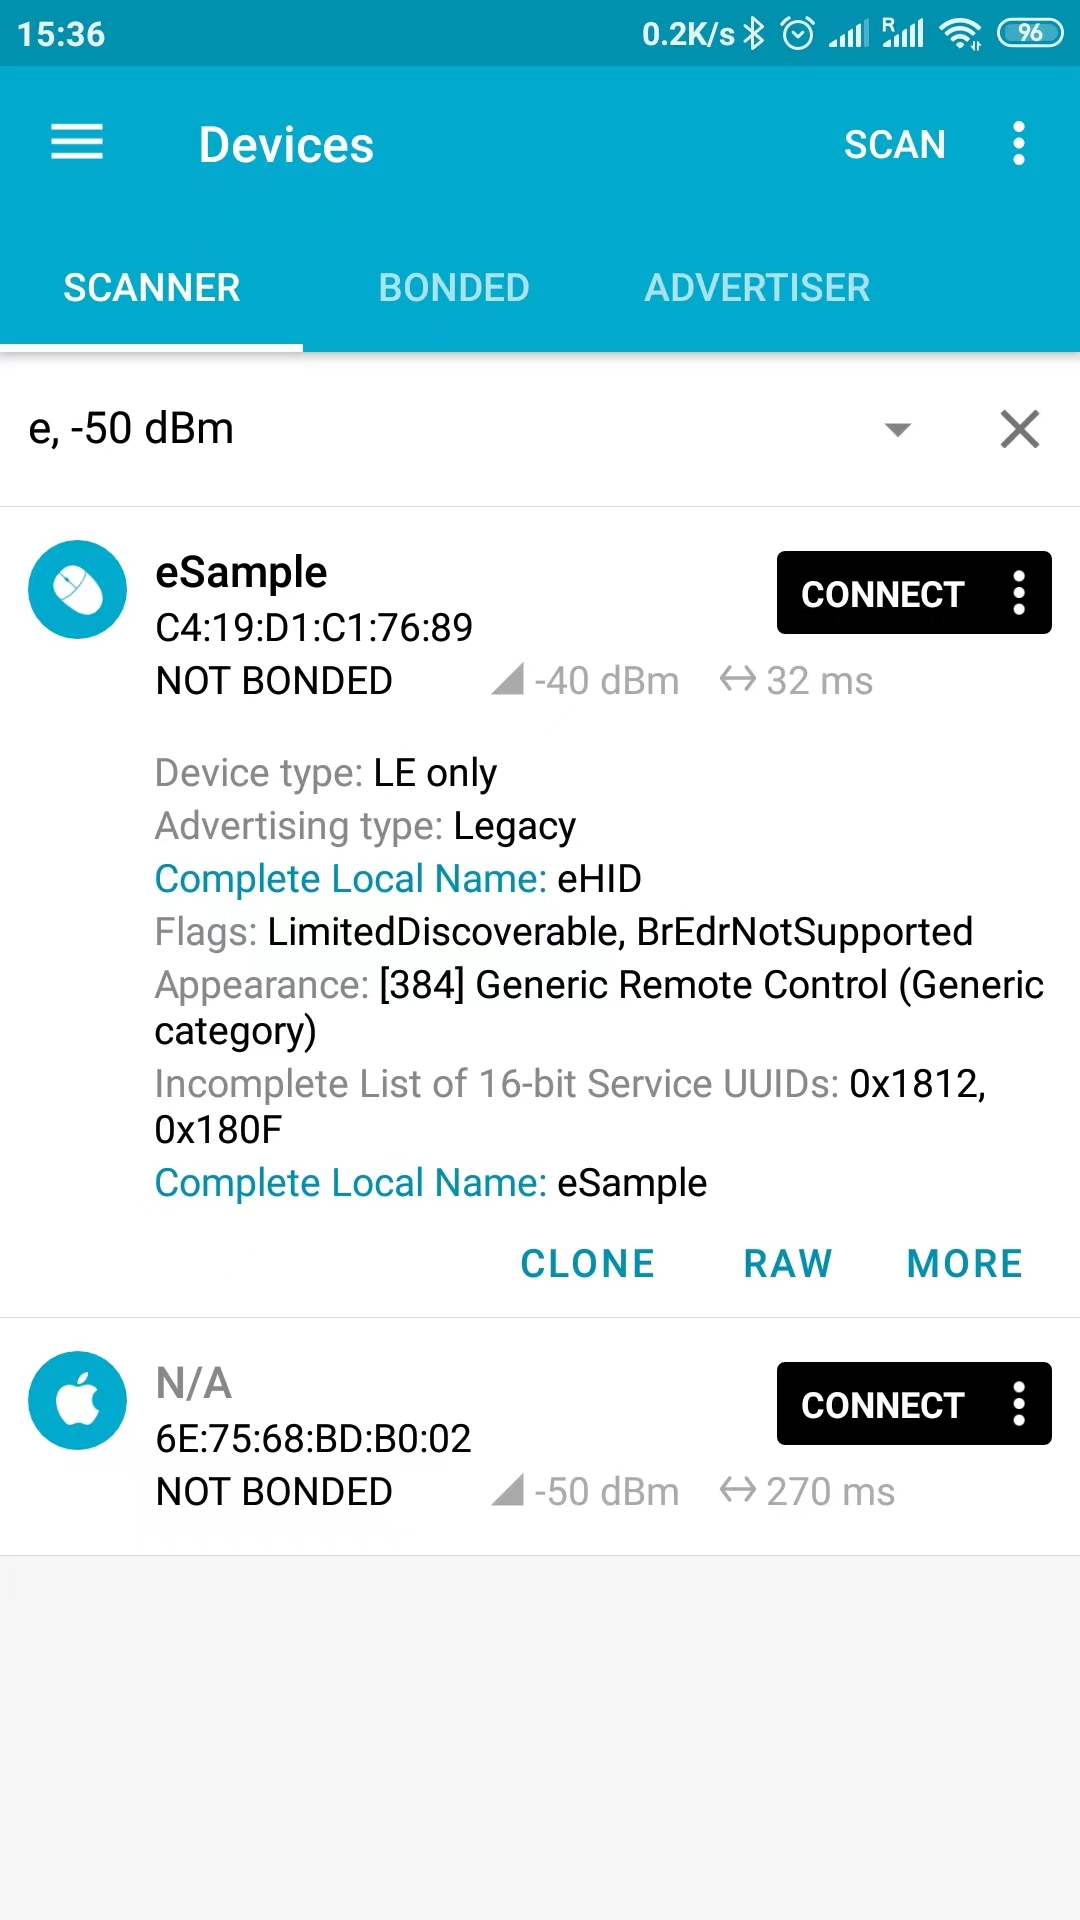 15:36 0.2K/s R 96
Devices SCAN
SCANNER BONDED ADVERTISER
e, -50 dBm
eSample
CONNECT
C4:19:D1:C1:76:89
NOT BONDED -40 dBm 32 ms
Device type: LE only
Advertising type: Legacy
Complete Local Name: eHID
Flags: LimitedDiscoverable, BrEdrNotSupported
Appearance: [384] Generic Remote Control (Generic
category)
Incomplete List of 16-bit Service UUIDs: 0x1812,
0x180F
Complete Local Name: eSample
CLONE RAW MORE
N/A
CONNECT
6E:75:68:BD:B0:02
NOT BONDED -50 dBm 270 ms